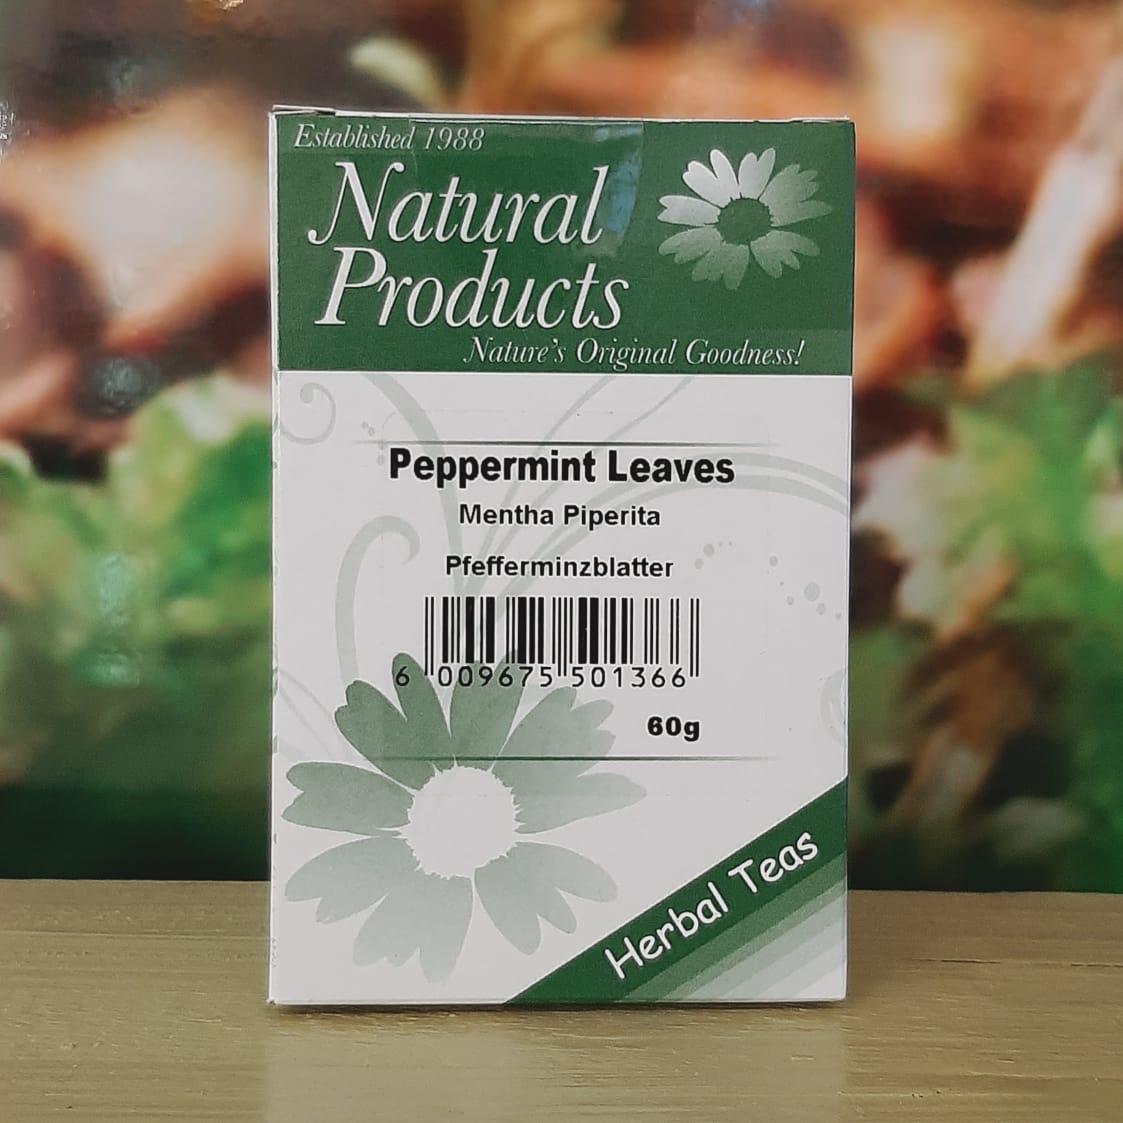 Established 1988
Natural
Products
Nature's Original Goodness!
Peppermint Leaves
Mentha Piperita
Pfefferminzblatter
6 009675 501366
60g
Herbal Teas